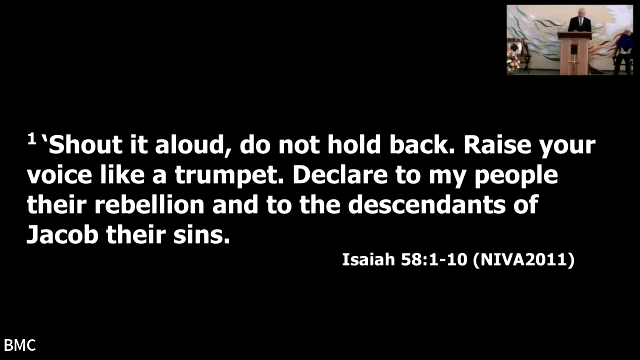 1 ‘Shout it aloud, do not hold back. Raise your
voice like a trumpet. Declare to my people
their rebellion and to the descendants of
Jacob their sins.
Isaiah 58:1-10 (NIVA2011)
BMC